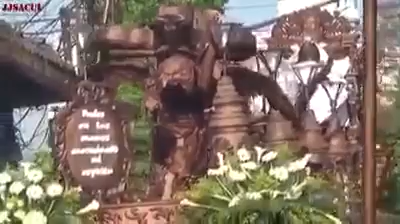 JJSACUL
Padre
en tus
manos
encomiendo
mi
espíritu